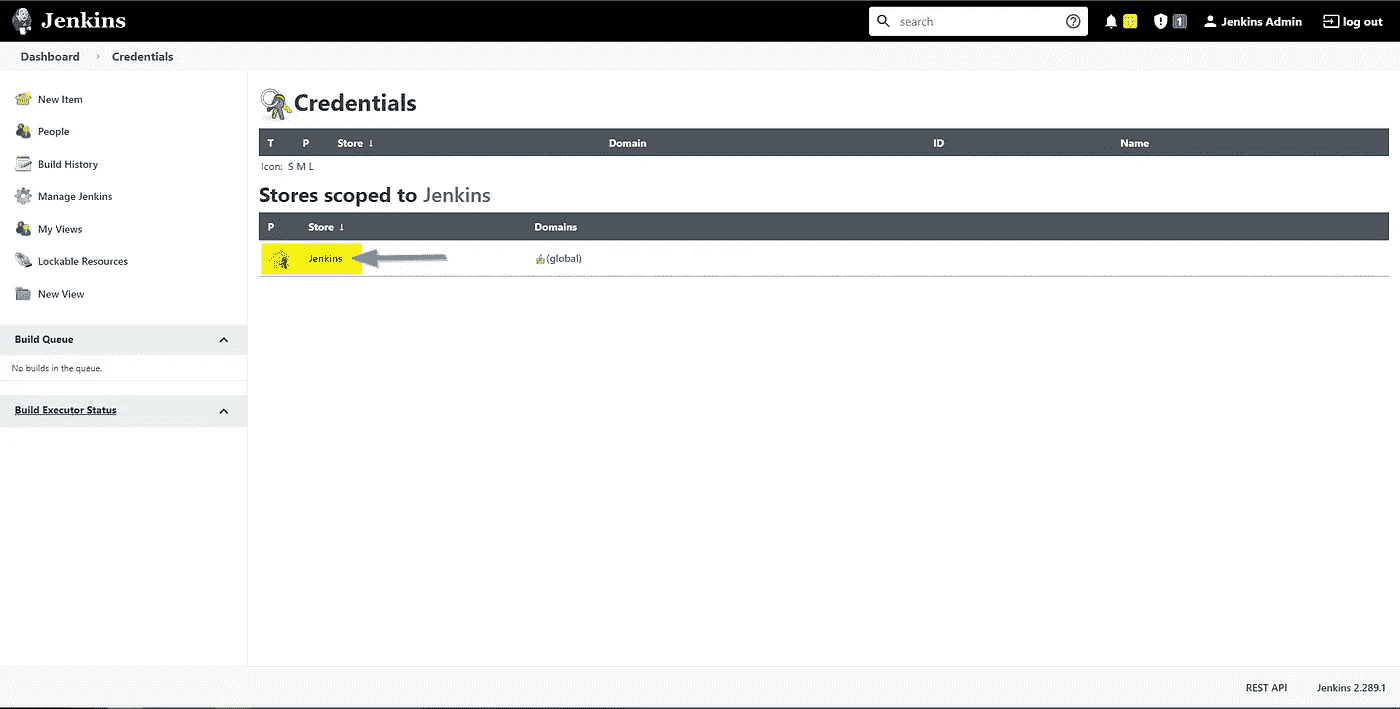 Jenkins
search
1
Jenkins Admin
log out
Dashboard
Credentials
New Item
People
Build History
Manage Jenkins
My Views
Lockable Resources
New View
Build Queue
No builds in the queue.
Build Executor Status
Credentials
T P Store ↓ Domain ID Name
Icon: S M L
Stores scoped to Jenkins
P Store ↓ Domains
Jenkins (global)
REST API Jenkins 2.289.1